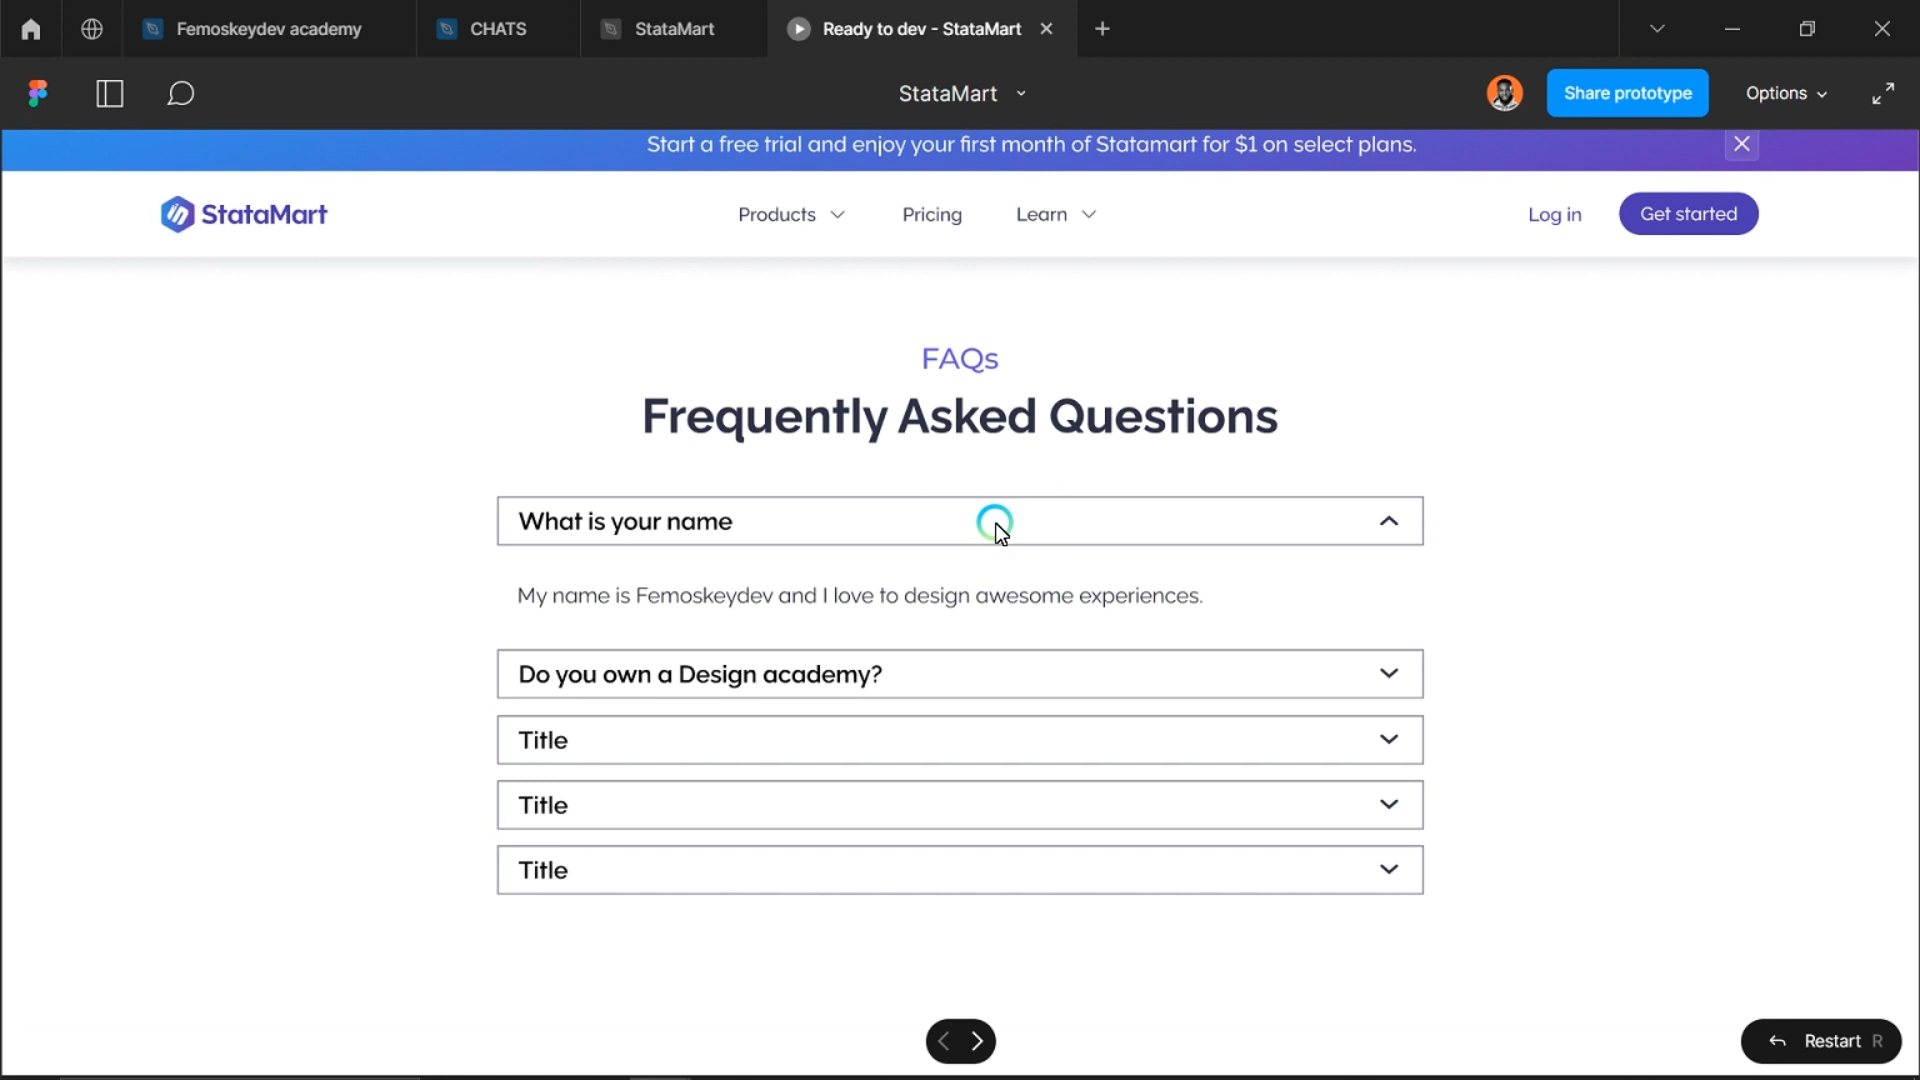 Femoskeydev academy
CHATS
StataMart
Ready to dev - StataMart
StataMart
Share prototype
Options
Start a free trial and enjoy your first month of Statamart for $1 on select plans.
StataMart
Products
Pricing
Learn
Log in
Get started
FAQs
Frequently Asked Questions
What is your name
My name is Femoskeydev and I love to design awesome experiences.
Do you own a Design academy?
Title
Title
Title
Restart R